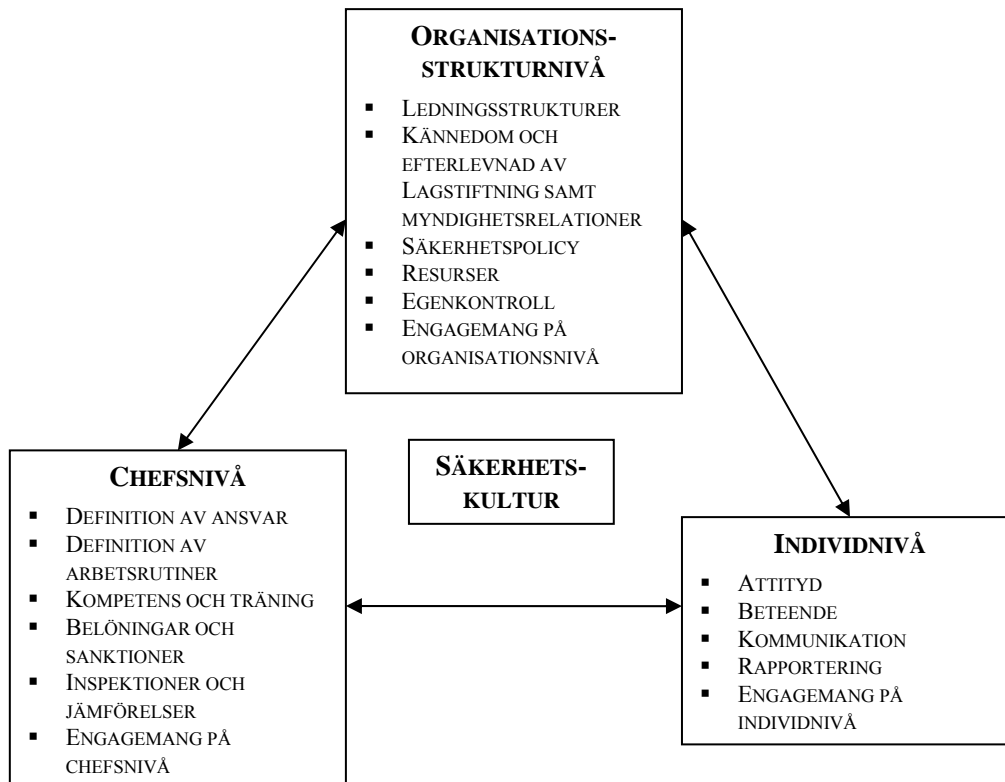 ORGANISATIONS-
STRUKTURNIVÅ
▪ LEDNINGSSTRUKTURER
▪ KÄNNEDOM OCH
EFTERLEVNAD AV
LAGSTIFTNING SAMT
MYNDIGHETSRELATIONER
▪ SÄKERHETSPOLICY
▪ RESURSER
▪ EGENKONTROLL
▪ ENGAGEMANG PÅ
ORGANISATIONSNIVÅ
SÄKERHETS-
KULTUR
CHEFSNIVÅ
▪ DEFINITION AV ANSVAR
▪ DEFINITION AV
ARBETSRUTINER
▪ KOMPETENS OCH TRÄNING
▪ BELÖNINGAR OCH
SANKTIONER
▪ INSPEKTIONER OCH
JÄMFÖRELSER
▪ ENGAGEMANG PÅ
CHEFSNIVÅ
INDIVIDNIVÅ
▪ ATTITYD
▪ BETEENDE
▪ KOMMUNIKATION
▪ RAPPORTERING
▪ ENGAGEMANG PÅ
INDIVIDNIVÅ